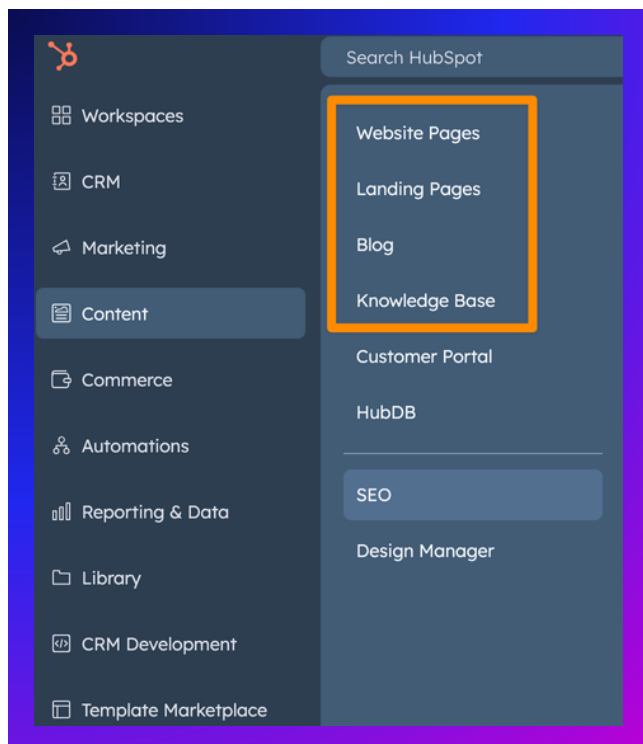 Search HubSpot
Workspaces
CRM
Marketing
Content
Commerce
Automations
Reporting & Data
Library
CRM Development
Template Marketplace
Website Pages
Landing Pages
Blog
Knowledge Base
Customer Portal
HubDB
SEO
Design Manager